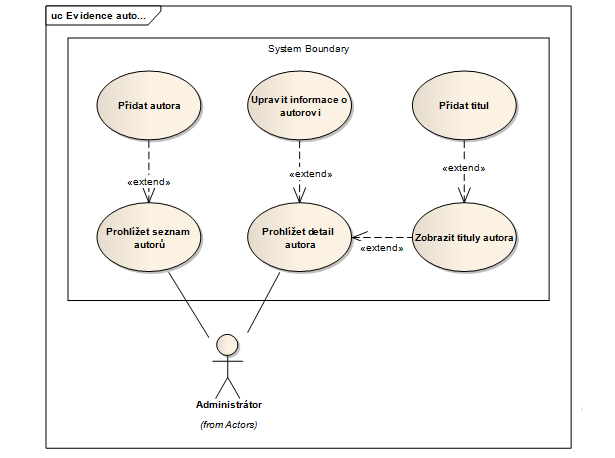 uc Evidence auto...
System Boundary
Přidat autora
Upravit informace o
autorovi
Přidat titul
«extend»
«extend»
«extend»
Prohlížet seznam
autorů
Prohlížet detail
autora
Zobrazit tituly autora
«extend»
Administrátor
(from Actors)